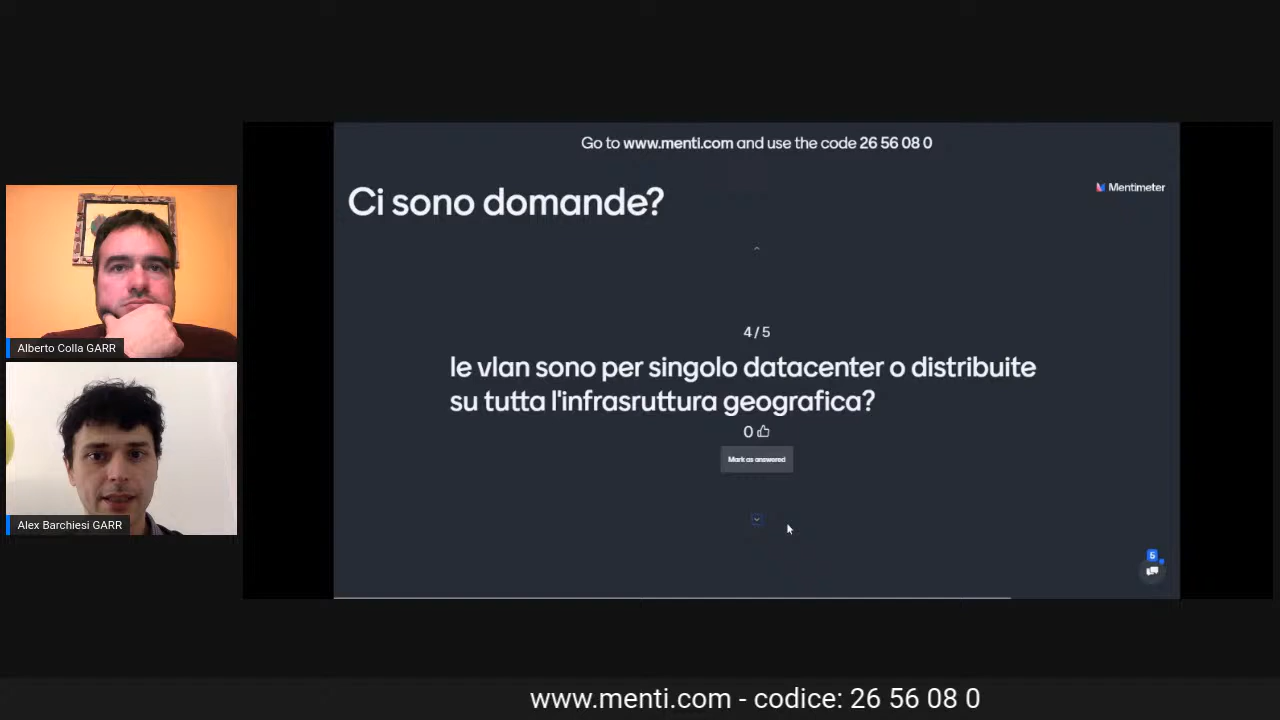 Go to www.menti.com and use the code 26 56 08 0
Ci sono domande?
Mentimeter
4 / 5
le vlan sono per singolo datacenter o distribuite
su tutta l'infrasruttura geografica?
0
Mark as answered
5
Alberto Colla GARR
Alex Barchiesi GARR
www.menti.com - codice: 26 56 08 0